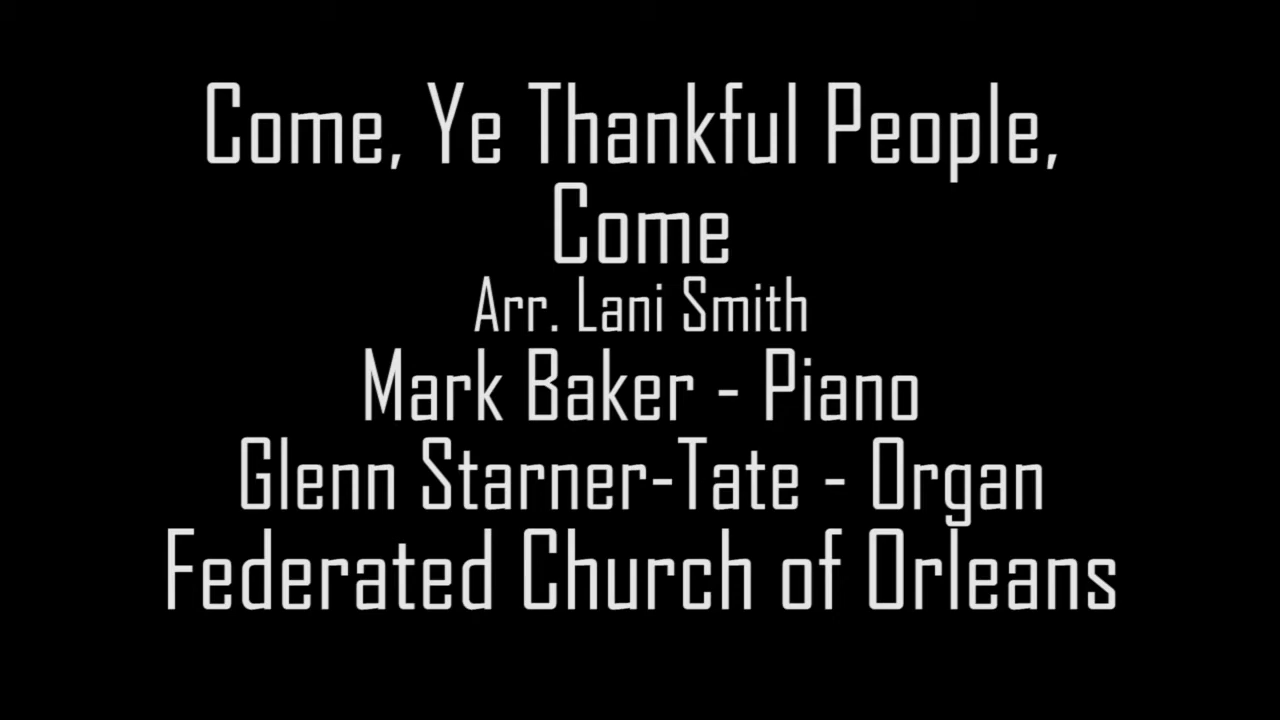 Come, Ye Thankful People,
Come
Arr. Lani Smith
Mark Baker - Piano
Glenn Starner-Tate - Organ
Federated Church of Orleans